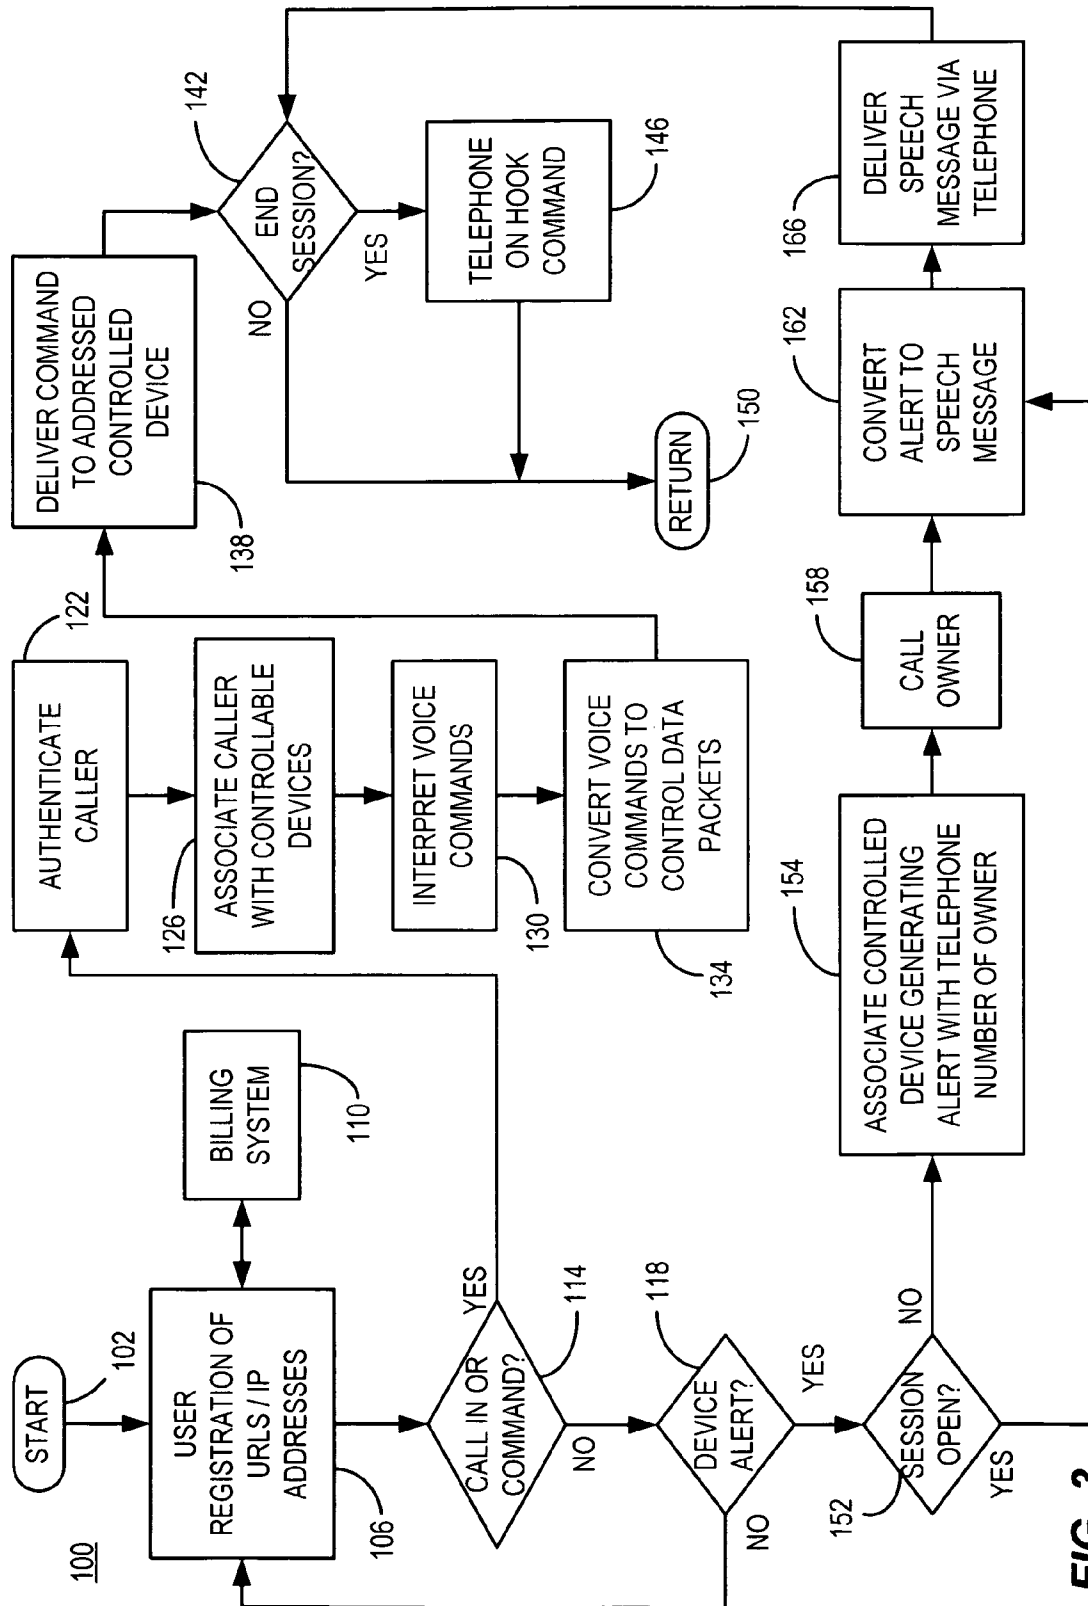 100
START
102
USER
REGISTRATION OF
URLS / IP
ADDRESSES
106
BILLING
SYSTEM
110
CALL IN OR
COMMAND?
114
YES
NO
DEVICE
ALERT?
118
NO
YES
SESSION
OPEN?
152
NO
YES
AUTHENTICATE
CALLER
122
ASSOCIATE CALLER
WITH CONTROLLABLE
DEVICES
126
INTERPRET VOICE
COMMANDS
130
CONVERT VOICE
COMMANDS TO
CONTROL DATA
PACKETS
134
DELIVER COMMAND
TO ADDRESSED
CONTROLLED
DEVICE
138
END
SESSION?
142
NO
YES
TELEPHONE
ON HOOK
COMMAND
146
RETURN
150
ASSOCIATE CONTROLLED
DEVICE GENERATING
ALERT WITH TELEPHONE
NUMBER OF OWNER
154
CALL
OWNER
158
CONVERT
ALERT TO
SPEECH
MESSAGE
162
DELIVER
SPEECH
MESSAGE VIA
TELEPHONE
166